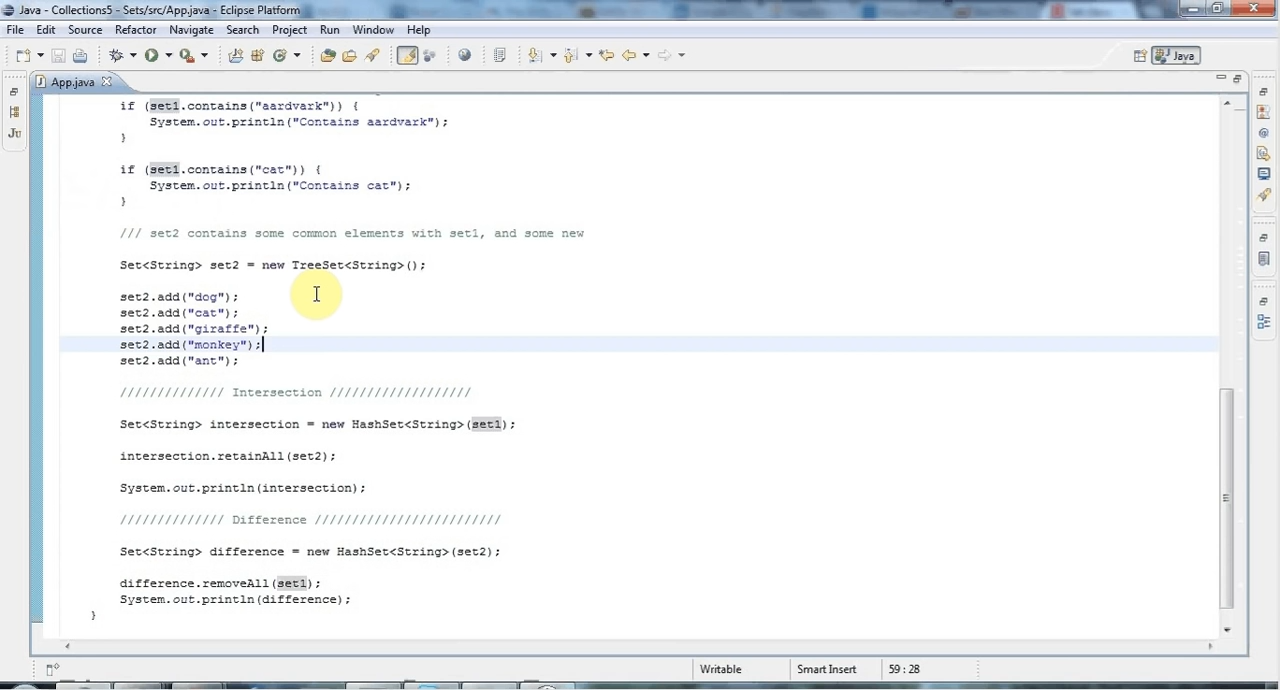 Java - Collections5 - Sets/src/App.java - Eclipse Platform
File Edit Source Refactor Navigate Search Project Run Window Help
Java
App.java
if (set1.contains("aardvark")) {
System.out.println("Contains aardvark");
}
if (set1.contains("cat")) {
System.out.println("Contains cat");
}
/// set2 contains some common elements with set1, and some new
Set<String> set2 = new TreeSet<String>();
set2.add("dog");
set2.add("cat");
set2.add("giraffe");
set2.add("monkey");
set2.add("ant");
////////////// Intersection ///////////////////
Set<String> intersection = new HashSet<String>(set1);
intersection.retainAll(set2);
System.out.println(intersection);
////////////// Difference /////////////////////////
Set<String> difference = new HashSet<String>(set2);
difference.removeAll(set1);
System.out.println(difference);
}
Writable Smart Insert 59 : 28